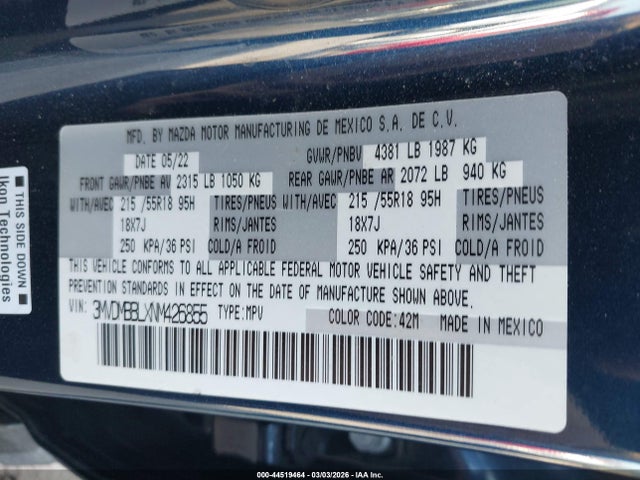 MFD. BY MAZDA MOTOR MANUFACTURING DE MEXICO S.A. DE C.V.
DATE 05/22 GVWR/PNBV 4381 LB 1987 KG
FRONT GAWR/PNBE AV 2315 LB 1050 KG REAR GAWR/PNBE AR 2072 LB 940 KG
WITH/AVEC 215 /55R18 95H TIRES/PNEUS WITH/AVEC 215 /55R18 95H TIRES/PNEUS
18X7J RIMS/JANTES 18X7J RIMS/JANTES
250 KPA/36 PSI COLD/A FROID 250 KPA/36 PSI COLD/A FROID
THIS VEHICLE CONFORMS TO ALL APPLICABLE FEDERAL MOTOR VEHICLE SAFETY AND THEFT
PREVENTION STANDARDS IN EFFECT ON THE DATE OF MANUFACTURE SHOWN ABOVE.
VIN: 3MVDMBBLXNM426855 TYPE:MPV COLOR CODE:42M MADE IN MEXICO
THIS SIDE DOWN
Ikon Technologies
000-44519464 | 03/03/2026 | IAA Inc.